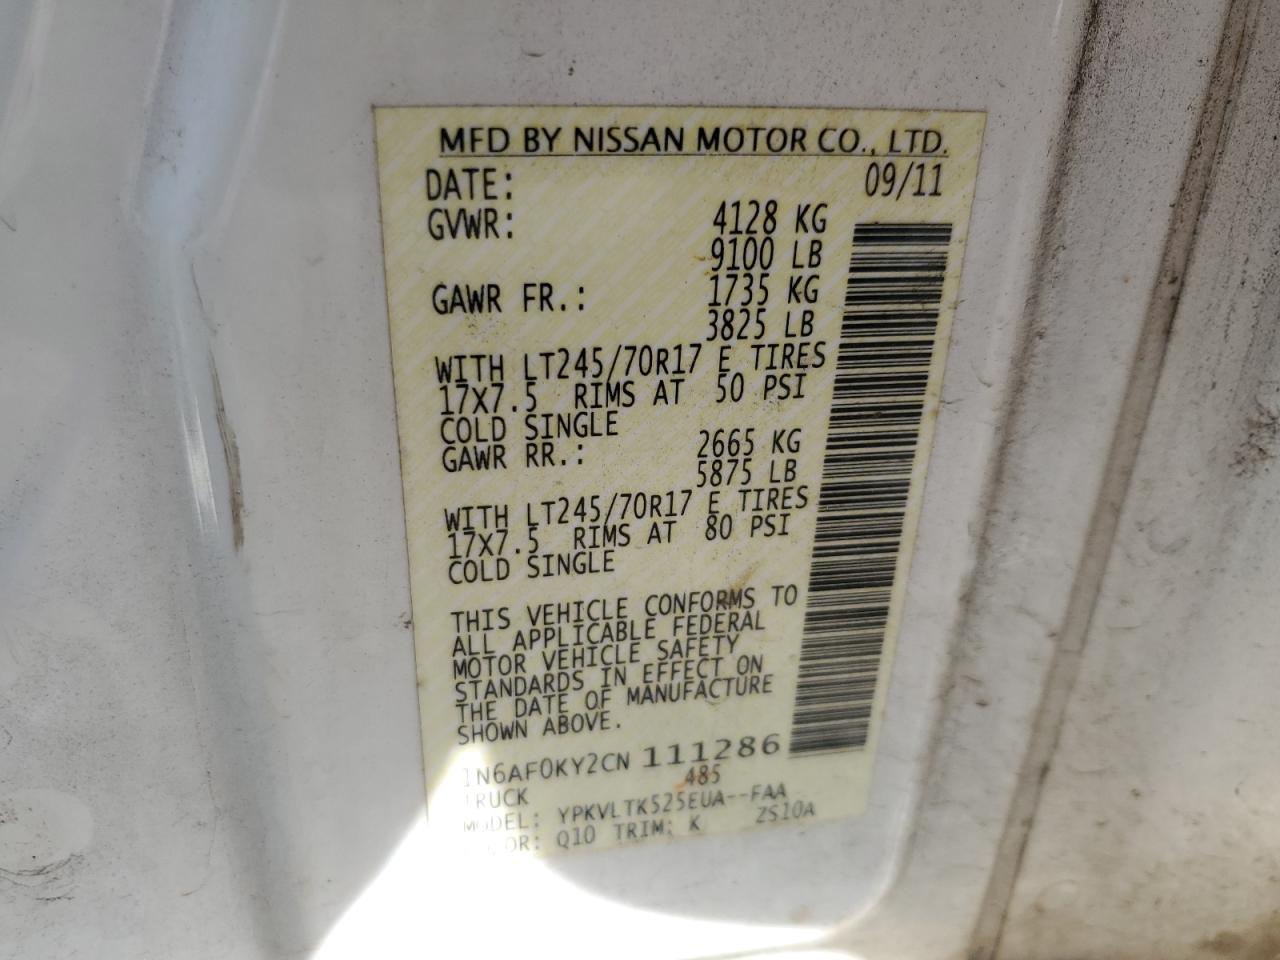 MFD BY NISSAN MOTOR CO., LTD.
DATE: 09/11
GVWR: 4128 KG
9100 LB
GAWR FR.: 1735 KG
3825 LB
WITH LT245/70R17 E TIRES
17X7.5 RIMS AT 50 PSI
COLD SINGLE
GAWR RR.: 2665 KG
5875 LB
WITH LT245/70R17 E TIRES
17X7.5 RIMS AT 80 PSI
COLD SINGLE
THIS VEHICLE CONFORMS TO
ALL APPLICABLE FEDERAL
MOTOR VEHICLE SAFETY
STANDARDS IN EFFECT ON
THE DATE OF MANUFACTURE
SHOWN ABOVE.
1N6AF0KY2CN 111286
485
TRUCK
MODEL: YPKVLTK525EUA--FAA
ZS10A
Q10 TRIM: K